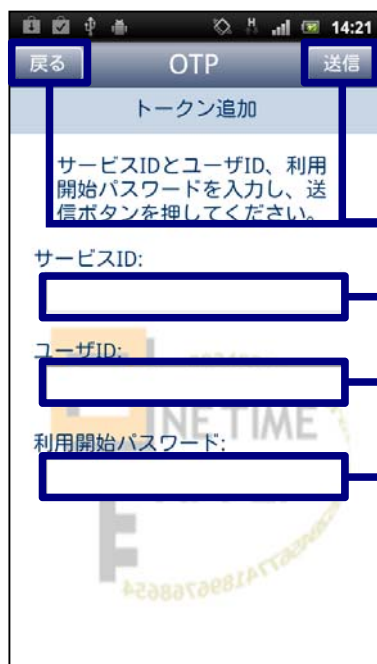 H 14:21
戻る OTP 送信
トークン追加
サービスIDとユーザID、利用
開始パスワードを入力し、送
信ボタンを押してください。
サービスID:
ユーザID:
NE TIME
利用開始パスワード: